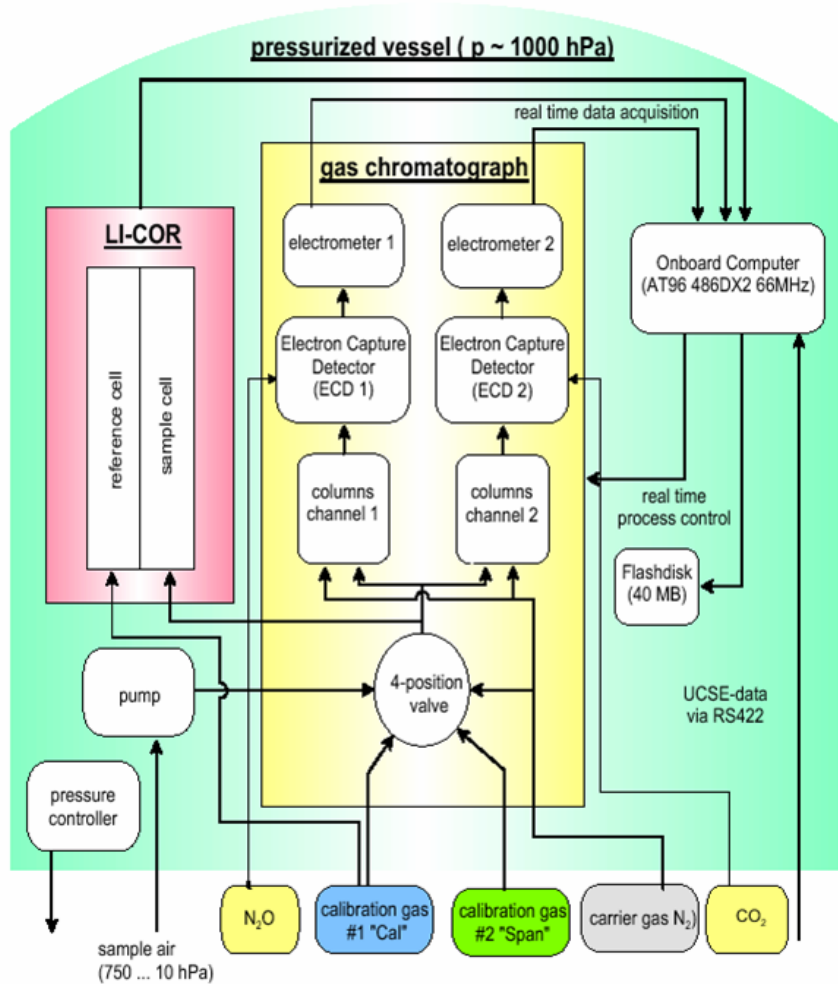 pressurized vessel ( p ~ 1000 hPa)
real time data acquisition
gas chromatograph
LI-COR
electrometer 1
electrometer 2
Onboard Computer
(AT96 486DX2 66MHz)
Electron Capture
Detector
(ECD 1)
Electron Capture
Detector
(ECD 2)
reference cell
sample cell
columns
channel 1
columns
channel 2
real time
process control
Flashdisk
(40 MB)
pump
4-position
valve
UCSE-data
via RS422
pressure
controller
N₂O
calibration gas
#1 "Cal"
calibration gas
#2 "Span"
carrier gas N₂)
CO₂
sample air
(750 ... 10 hPa)